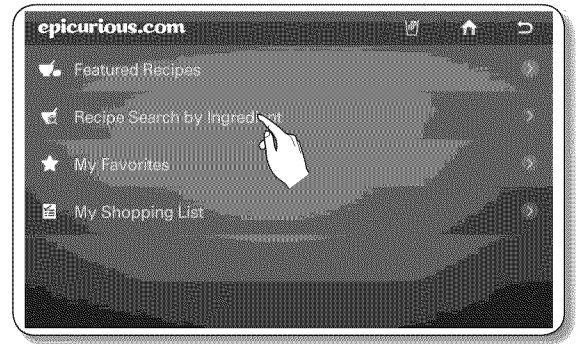 epicurious.com
Featured Recipes
Recipe Search by Ingredient
My Favorites
My Shopping List